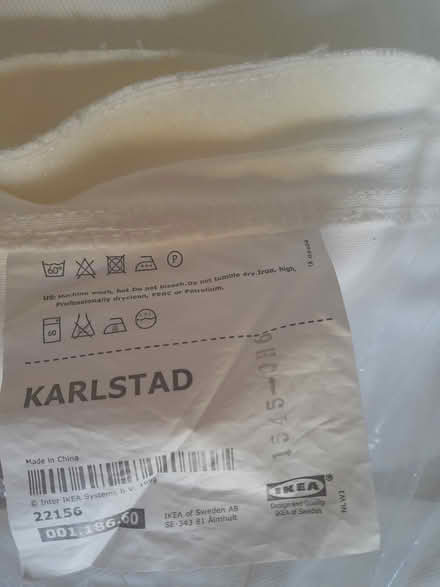 60°
P
US: Machine wash, hot. Do not bleach. Do not tumble dry. Iron, high,
Professionally dryclean, PERC or Petroleum.
60
KARLSTAD
Made in China
© Inter IKEA Systems B.V.
22156
001.186.60
IKEA of Sweden AB
SE-343 81 Älmhult
IKEA®
Design and Quality
IKEA of Sweden